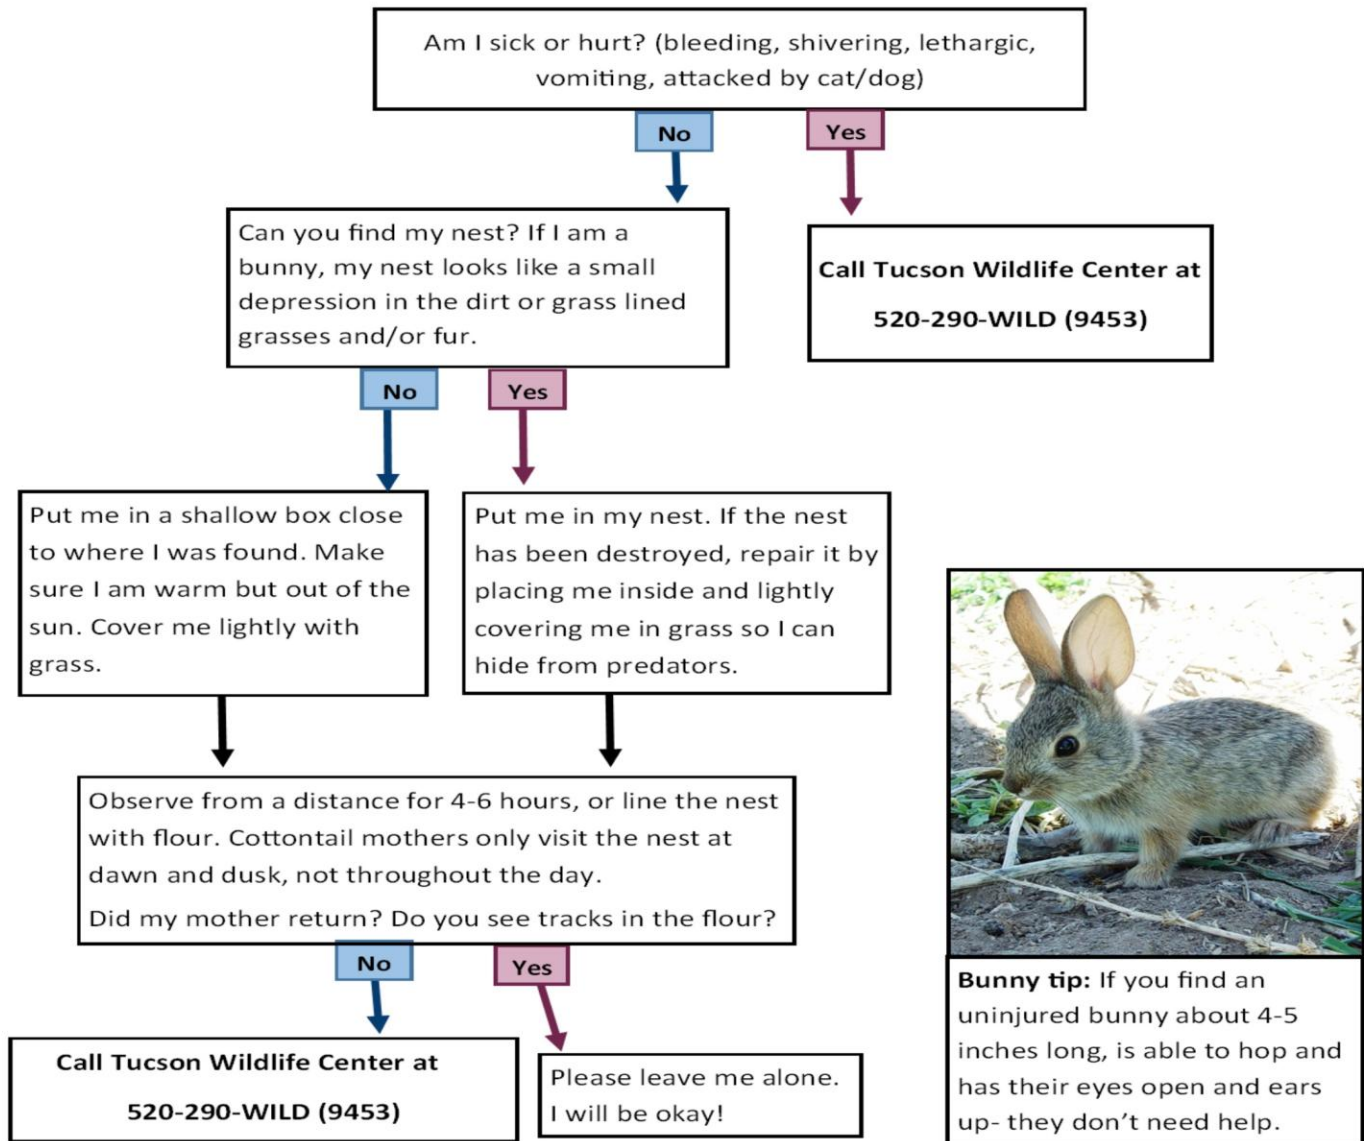 Am I sick or hurt? (bleeding, shivering, lethargic,
vomiting, attacked by cat/dog)
No
Yes
Can you find my nest? If I am a
bunny, my nest looks like a small
depression in the dirt or grass lined
grasses and/or fur.
Call Tucson Wildlife Center at
520-290-WILD (9453)
No
Yes
Put me in a shallow box close
to where I was found. Make
sure I am warm but out of the
sun. Cover me lightly with
grass.
Put me in my nest. If the nest
has been destroyed, repair it by
placing me inside and lightly
covering me in grass so I can
hide from predators.
Observe from a distance for 4-6 hours, or line the nest
with flour. Cottontail mothers only visit the nest at
dawn and dusk, not throughout the day.
Did my mother return? Do you see tracks in the flour?
No
Yes
Call Tucson Wildlife Center at
520-290-WILD (9453)
Please leave me alone.
I will be okay!
Bunny tip: If you find an
uninjured bunny about 4-5
inches long, is able to hop and
has their eyes open and ears
up- they don’t need help.